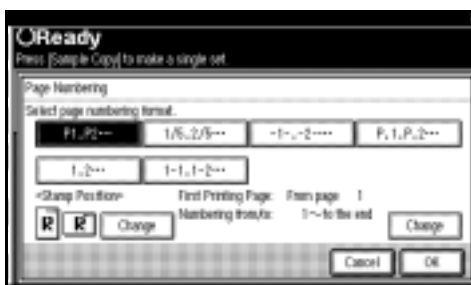 Ready
Press [Sample Copy] to make a single set.
Page Numbering
Select page numbering format.
P1,P2··· 1/5,2/5··· -1-,-2-··· P.1,P.2···
1,2··· 1-1,1-2···
<Stamp Position> First Printing Page: From page 1
R R Change Numbering from/to: 1~to the end Change
Cancel OK